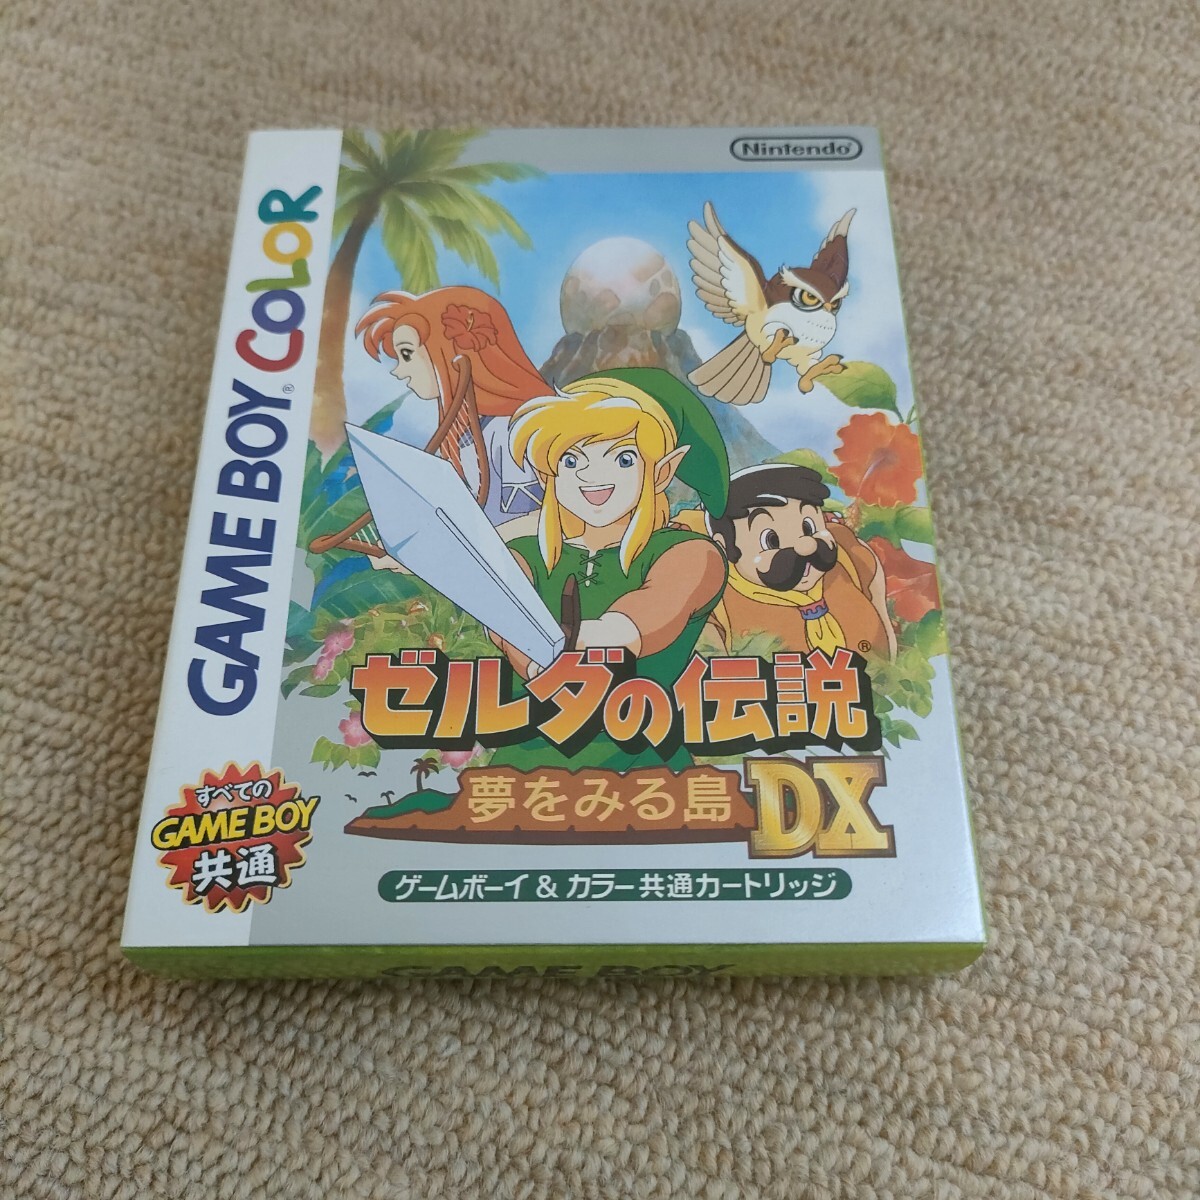 Nintendo
GAME BOY COLOR
®
ゼルダの伝説
®
夢をみる島 DX
すべての
GAME BOY
共通
ゲームボーイ & カラー共通カートリッジ
GAME BOY